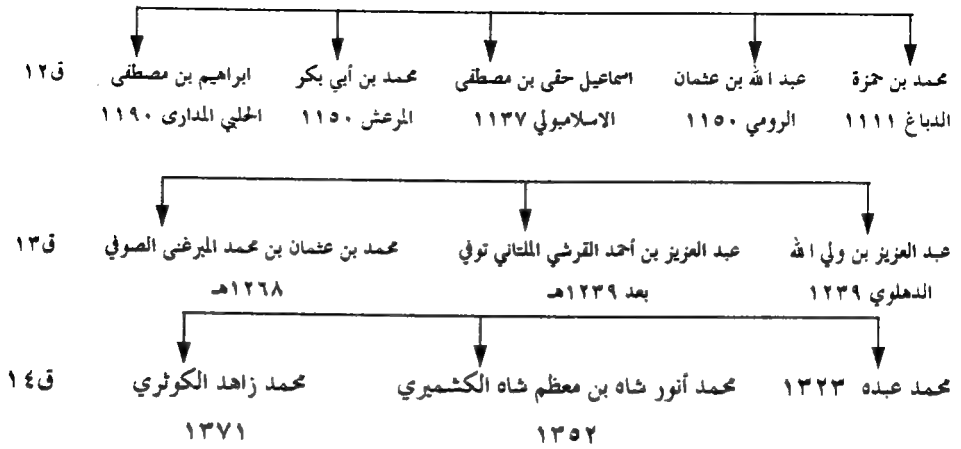 محمد بن حمزة عبد الله بن عثمان اسماعيل حقى بن مصطفى محمد بن أبي بكر ابراهيم بن مصطفى ق١٢
الدباغ ١١١١ الرومي ١١٥٠ الاسلامبولي ١١٣٧ المرعش ١١٥٠ الحلبي المدارى ١١٩٠
عبد العزيز بن ولي الله عبد العزيز بن أحمد القرشي الملتاني توفي محمد بن عثمان بن محمد الميرغنى الصوفي ق١٣
الدهلوي ١٢٣٩ بعد ١٢٣٩هـ ١٢٦٨هـ
محمد عبده ١٣٢٣ محمد أنور شاه بن معظم شاه الكشميري محمد زاهد الكوثري ق١٤
١٣٥٢ ١٣٧١